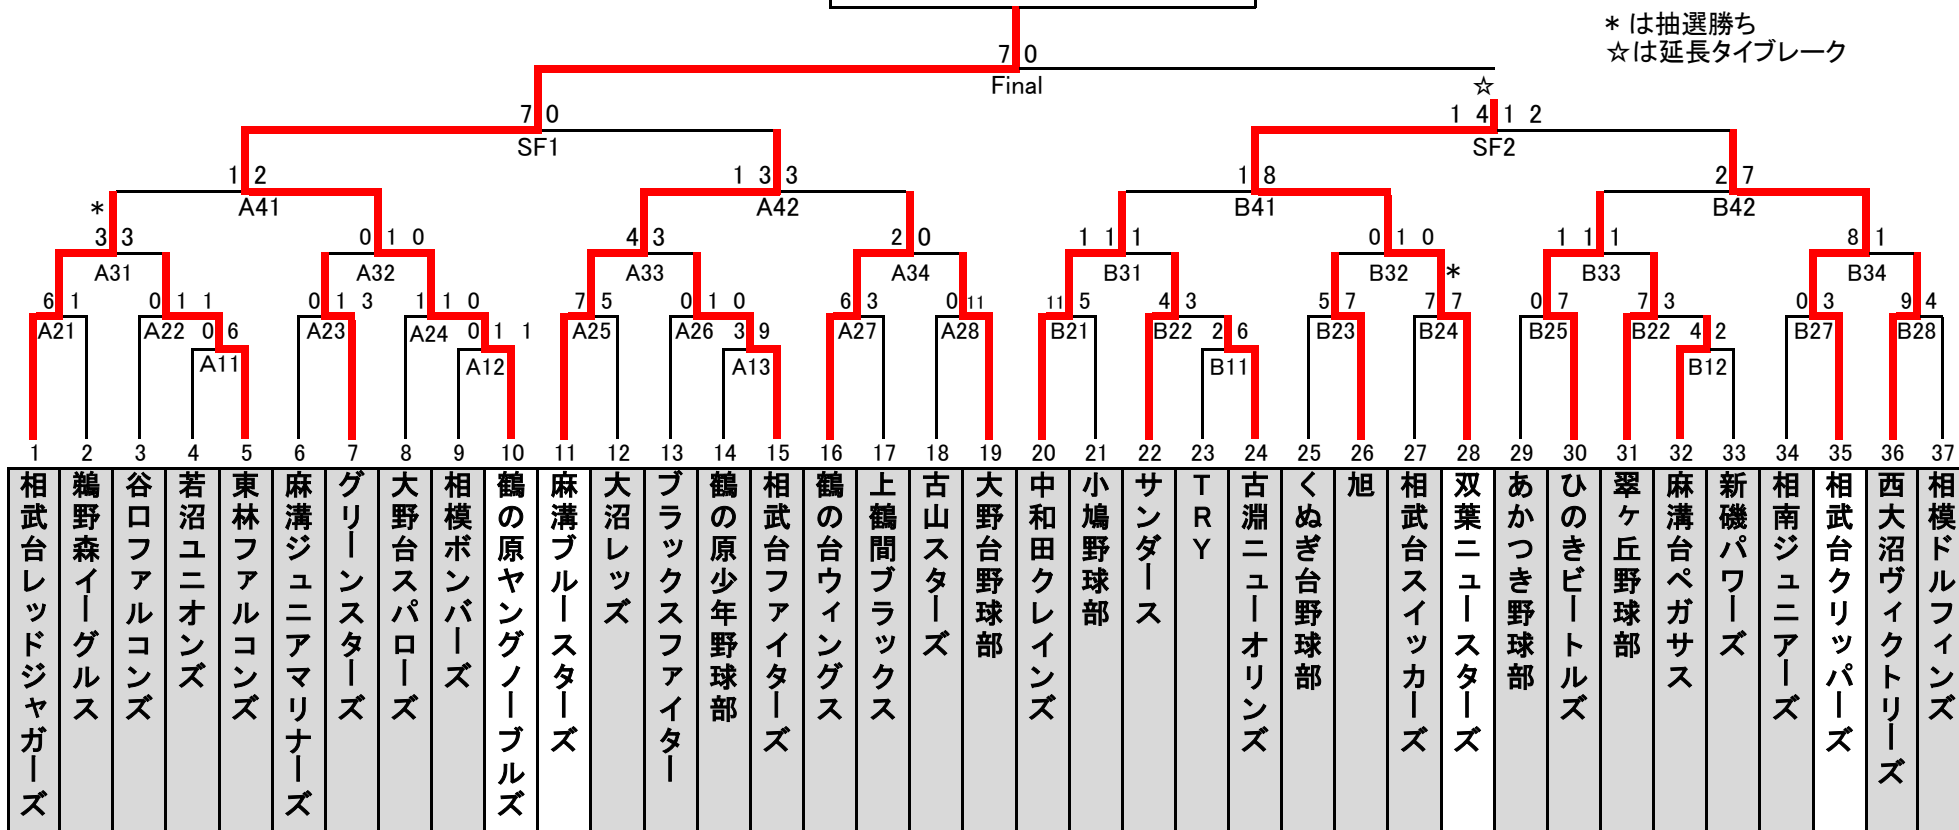 * は抽選勝ち
☆は延長タイブレーク
7 0
Final
☆
7 0
SF1
1 4 1 2
SF2
1 2
A41
1 3 3
A42
1 8
B41
2 7
B42
*
3 3
A31
0 1 0
A32
4 3
A33
2 0
A34
1 1 1
B31
0 1 0
B32
*
1 1 1
B33
8 1
B34
6 1
A21
0 1 1
A22
0 1 3
A23
1 1 0
A24
7 5
A25
0 1 0
A26
6 3
A27
0 11
A28
11 5
B21
4 3
B22
5 7
B23
7 7
B24
0 7
B25
7 3
B22
0 3
B27
9 4
B28
0 6
A11
0 1 1
A12
3 9
A13
2 6
B11
4 2
B12
1 2 3 4 5 6 7 8 9 10 11 12 13 14 15 16 17 18 19 20 21 22 23 24 25 26 27 28 29 30 31 32 33 34 35 36 37
相武台レッドジャガーズ
鵜野森イーグルス
谷口ファルコンズ
若沼ユニオンズ
東林ファルコンズ
麻溝ジュニアマリナーズ
グリーンスターズ
大野台スパローズ
相模ボンバーズ
鶴の原ヤングノーブルズ
麻溝ブルースターズ
大沼レッズ
ブラックスファイター
鶴の原少年野球部
相武台ファイターズ
鶴の台ウィングス
上鶴間ブラックス
古山スターズ
大野台野球部
中和田クレインズ
小鳩野球部
サンダース
TRY
古淵ニューオリンズ
くぬぎ台野球部
旭
相武台スイッカーズ
双葉ニュースターズ
あかつき野球部
ひのきビートルズ
翠ヶ丘野球部
麻溝台ペガサス
新磯パワーズ
相南ジュニアーズ
相武台クリッパーズ
西大沼ヴィクトリーズ
相模ドルフィンズ